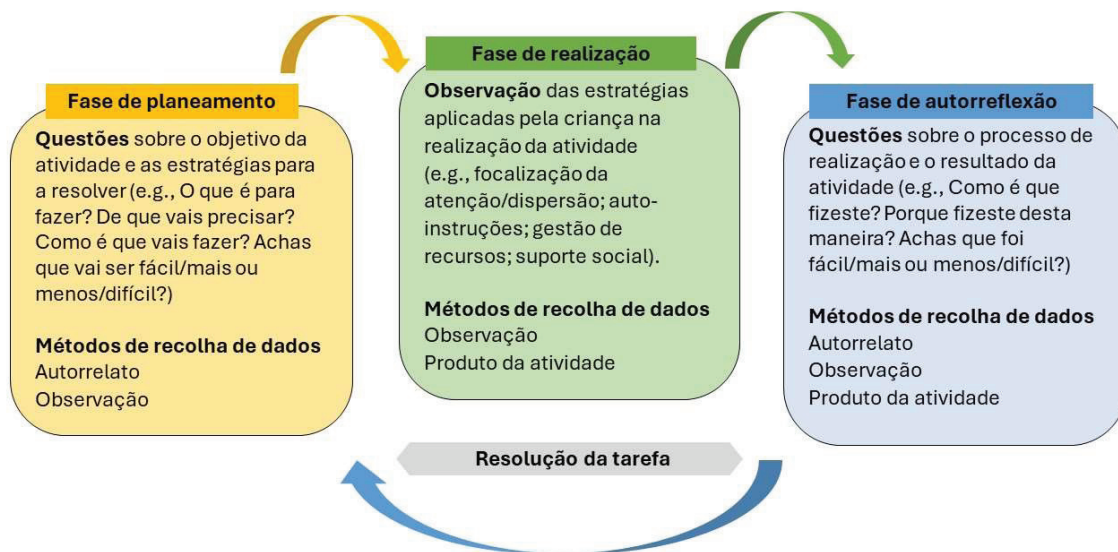 Fase de planeamento
Questões sobre o objetivo da
atividade e as estratégias para
a resolver (e.g., O que é para
fazer? De que vais precisar?
Como é que vais fazer? Achas
que vai ser fácil/mais ou
menos/difícil?)
Métodos de recolha de dados
Autorrelato
Observação
Fase de realização
Observação das estratégias
aplicadas pela criança na
realização da atividade
(e.g., focalização da
atenção/dispersão; auto-
instruções; gestão de
recursos; suporte social).
Métodos de recolha de dados
Observação
Produto da atividade
Fase de autorreflexão
Questões sobre o processo de
realização e o resultado da
atividade (e.g., Como é que
fizeste? Porque fizeste desta
maneira? Achas que foi
fácil/mais ou menos/difícil?)
Métodos de recolha de dados
Autorrelato
Observação
Produto da atividade
Resolução da tarefa